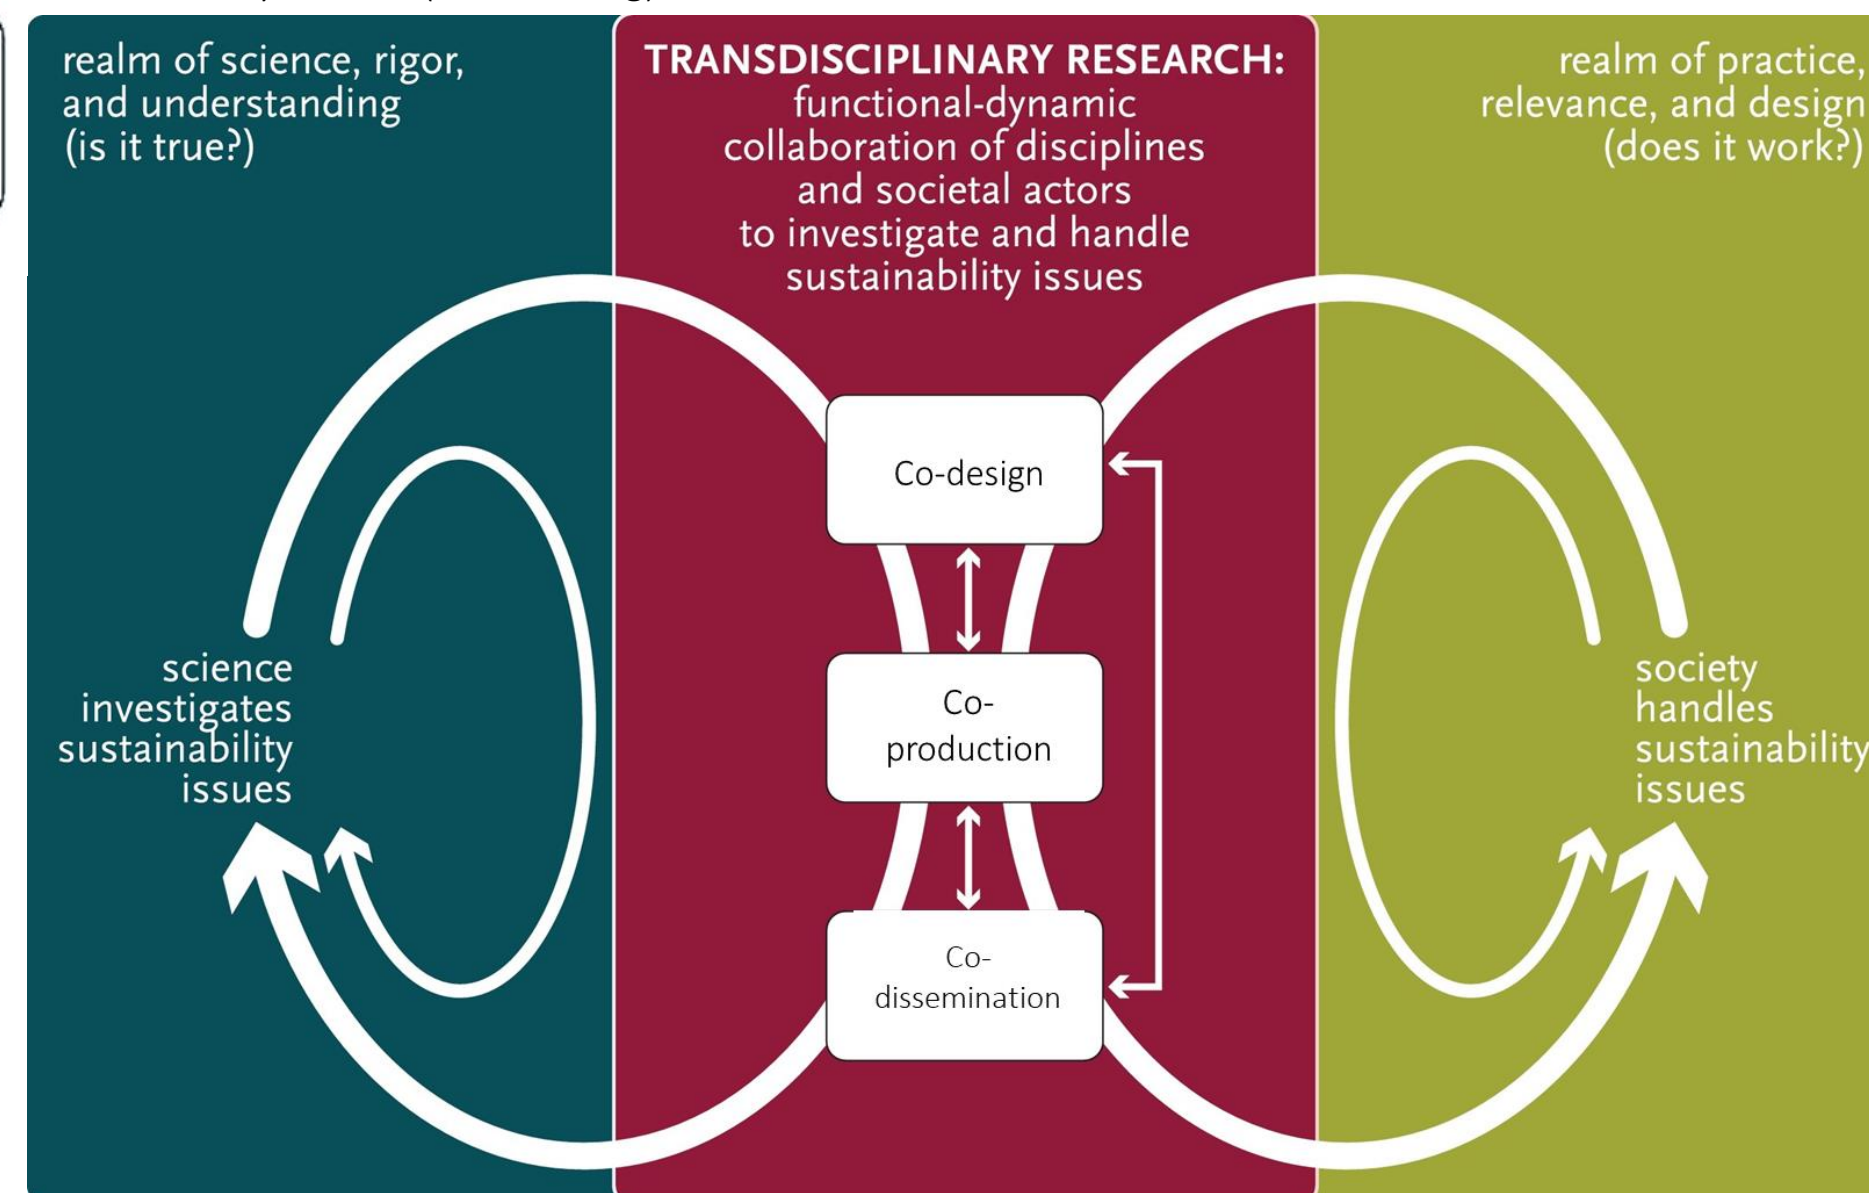 realm of science, rigor,
and understanding
(is it true?)
TRANSDISCIPLINARY RESEARCH:
functional-dynamic
collaboration of disciplines
and societal actors
to investigate and handle
sustainability issues
realm of practice,
relevance, and design
(does it work?)
Co-design
science
investigates
sustainability
issues
Co-
production
society
handles
sustainability
issues
Co-
dissemination